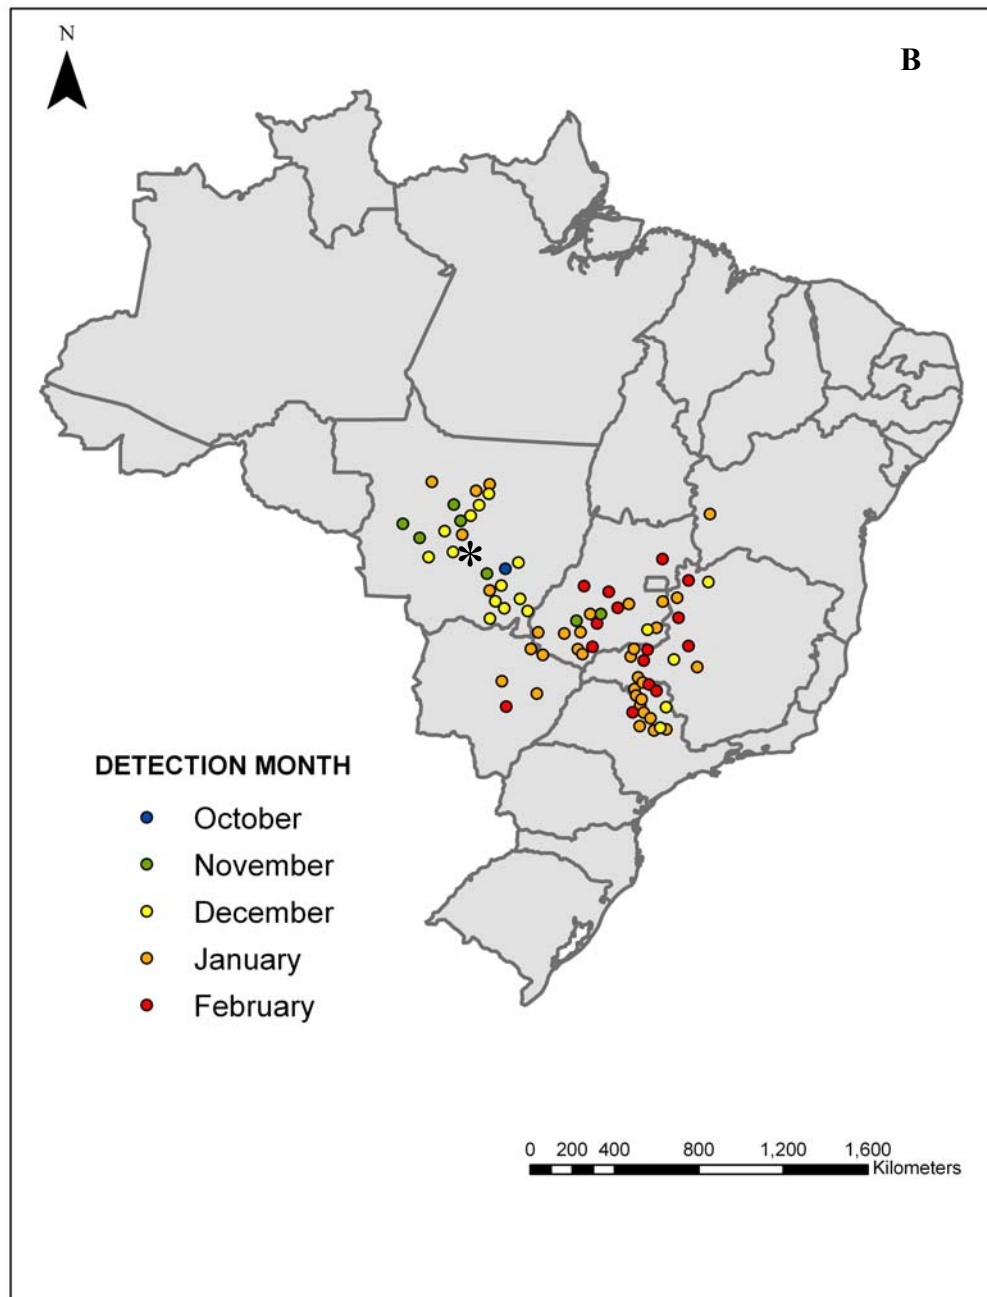 N
B
*
DETECTION MONTH
October
November
December
January
February
0 200 400 800 1,200 1,600
Kilometers